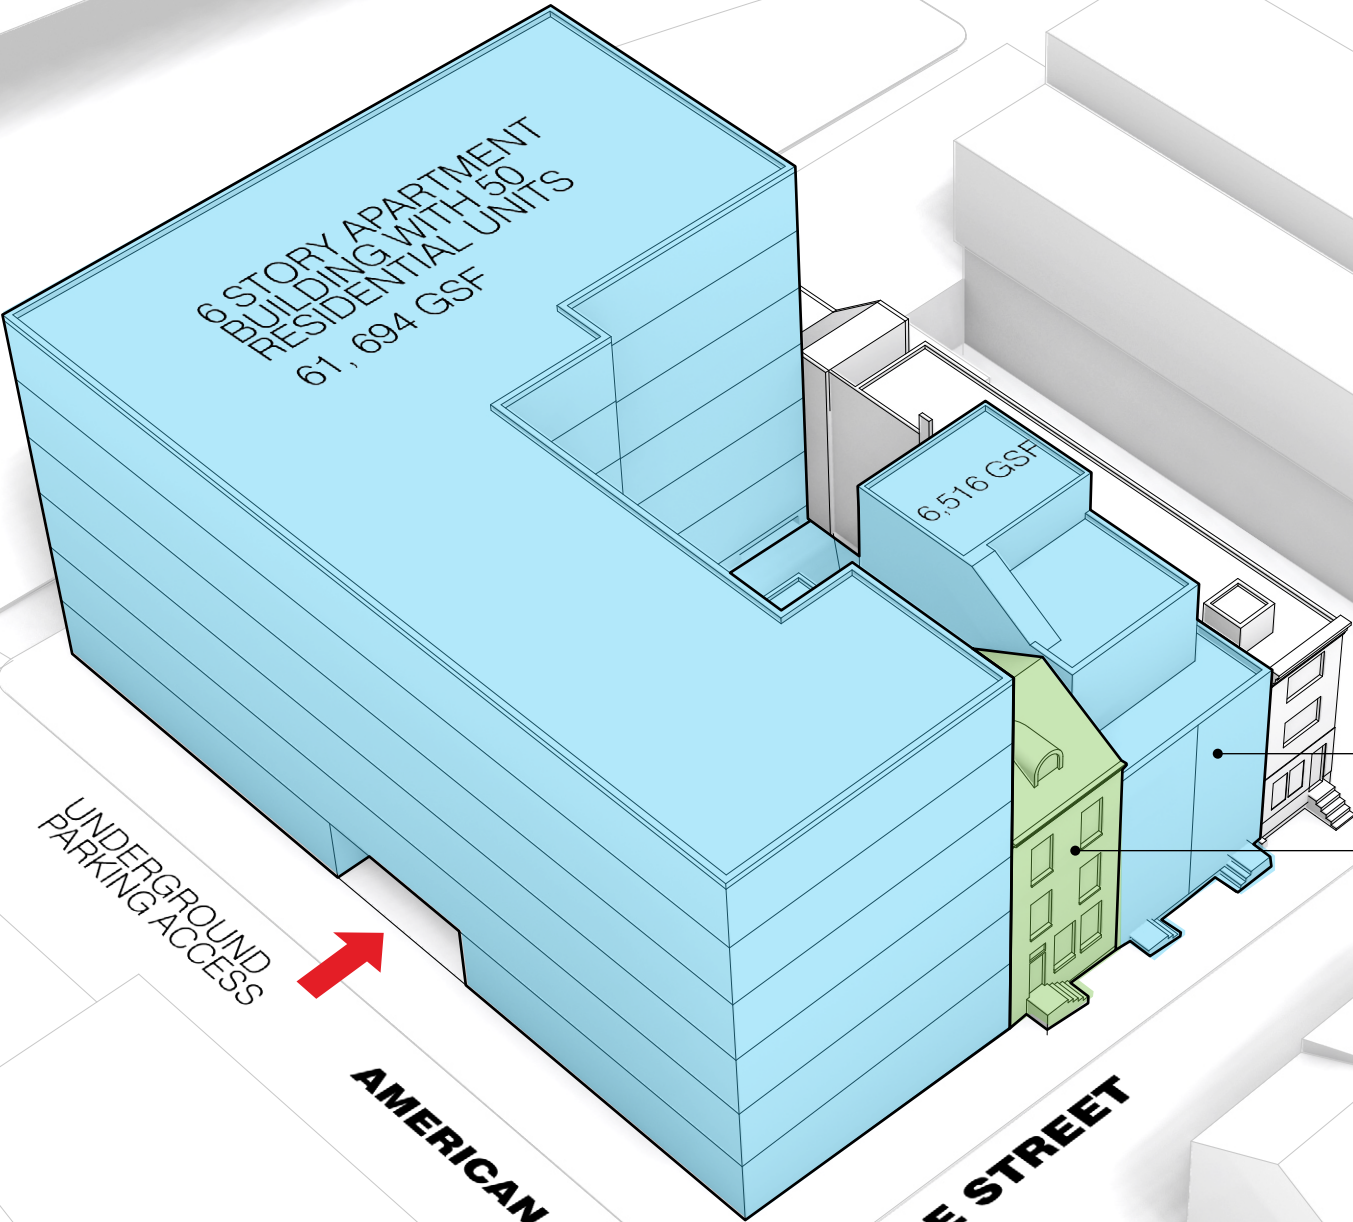 6 STORY APARTMENT
BUILDING WITH 50
RESIDENTIAL UNITS
61, 694 GSF
6,516 GSF
UNDERGROUND
PARKING ACCESS
AMERICAN
E STREET